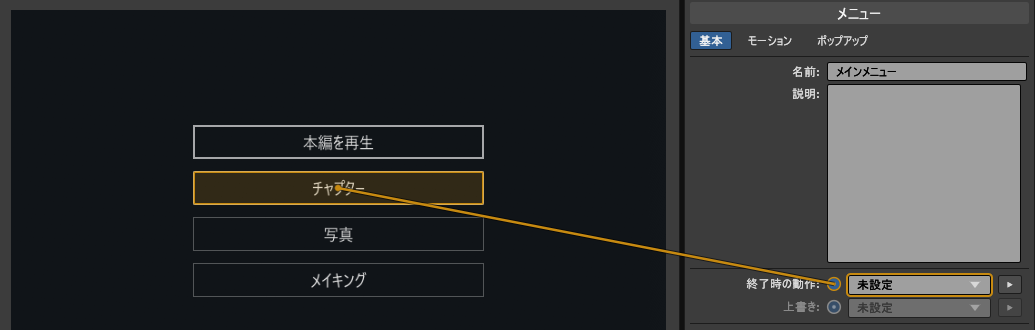 本編を再生
チャプター
写真
メイキング
メニュー
基本 モーション ポップアップ
名前: メインメニュー
説明:
終了時の動作: 未設定
上書き: 未設定